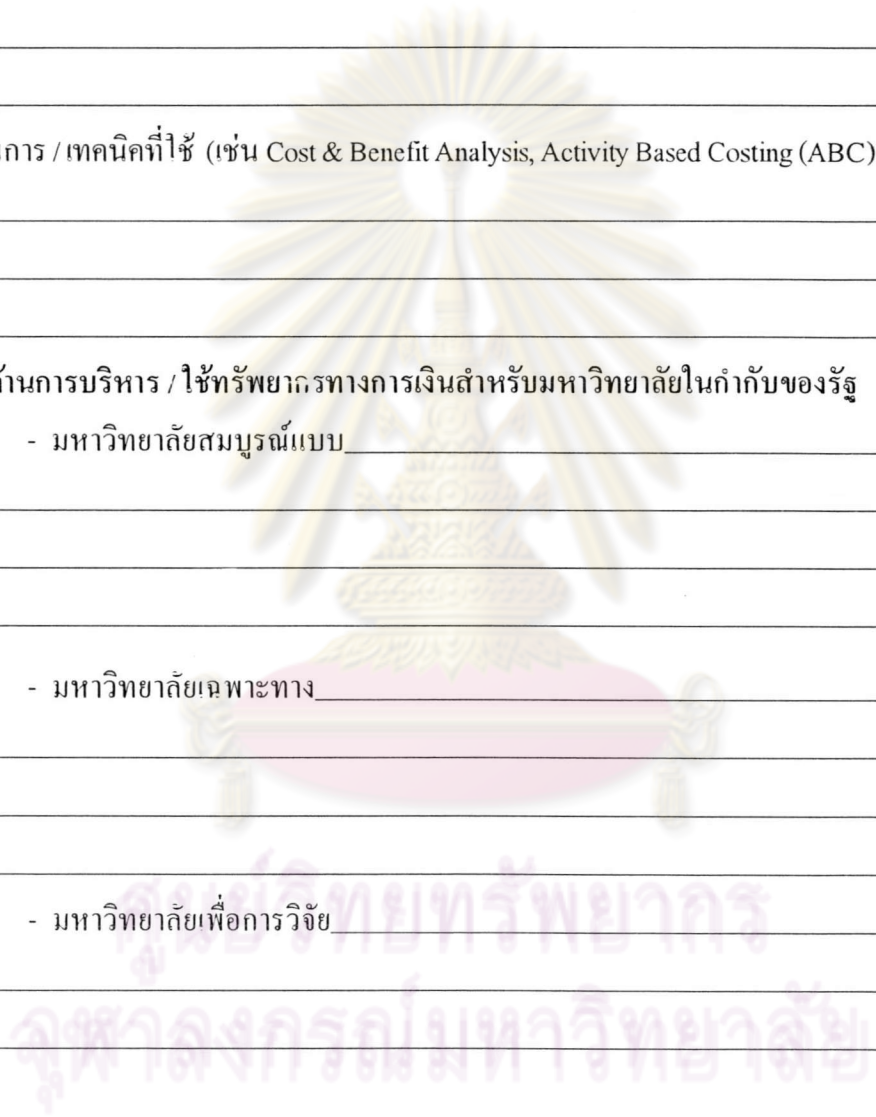 นการ / เทคนิคที่ใช้ (เช่น Cost & Benefit Analysis, Activity Based Costing (ABC)
ด้านการบริหาร / ใช้ทรัพยากรทางการเงินสำหรับมหาวิทยาลัยในกำกับของรัฐ
- มหาวิทยาลัยสมบูรณ์แบบ
- มหาวิทยาลัยเฉพาะทาง
- มหาวิทยาลัยเพื่อการวิจัย
ศูนย์วิทยทรัพยากร
จุฬาลงกรณ์มหาวิทยาลัย